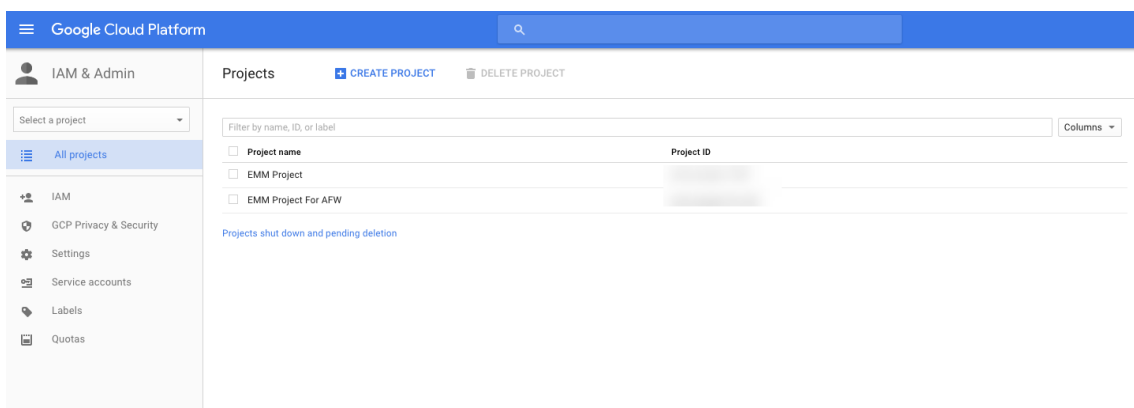 Google Cloud Platform
IAM & Admin
Projects
CREATE PROJECT
DELETE PROJECT
Select a project
All projects
IAM
GCP Privacy & Security
Settings
Service accounts
Labels
Quotas
Filter by name, ID, or label
Columns
Project name Project ID
EMM Project
EMM Project For AFW
Projects shut down and pending deletion